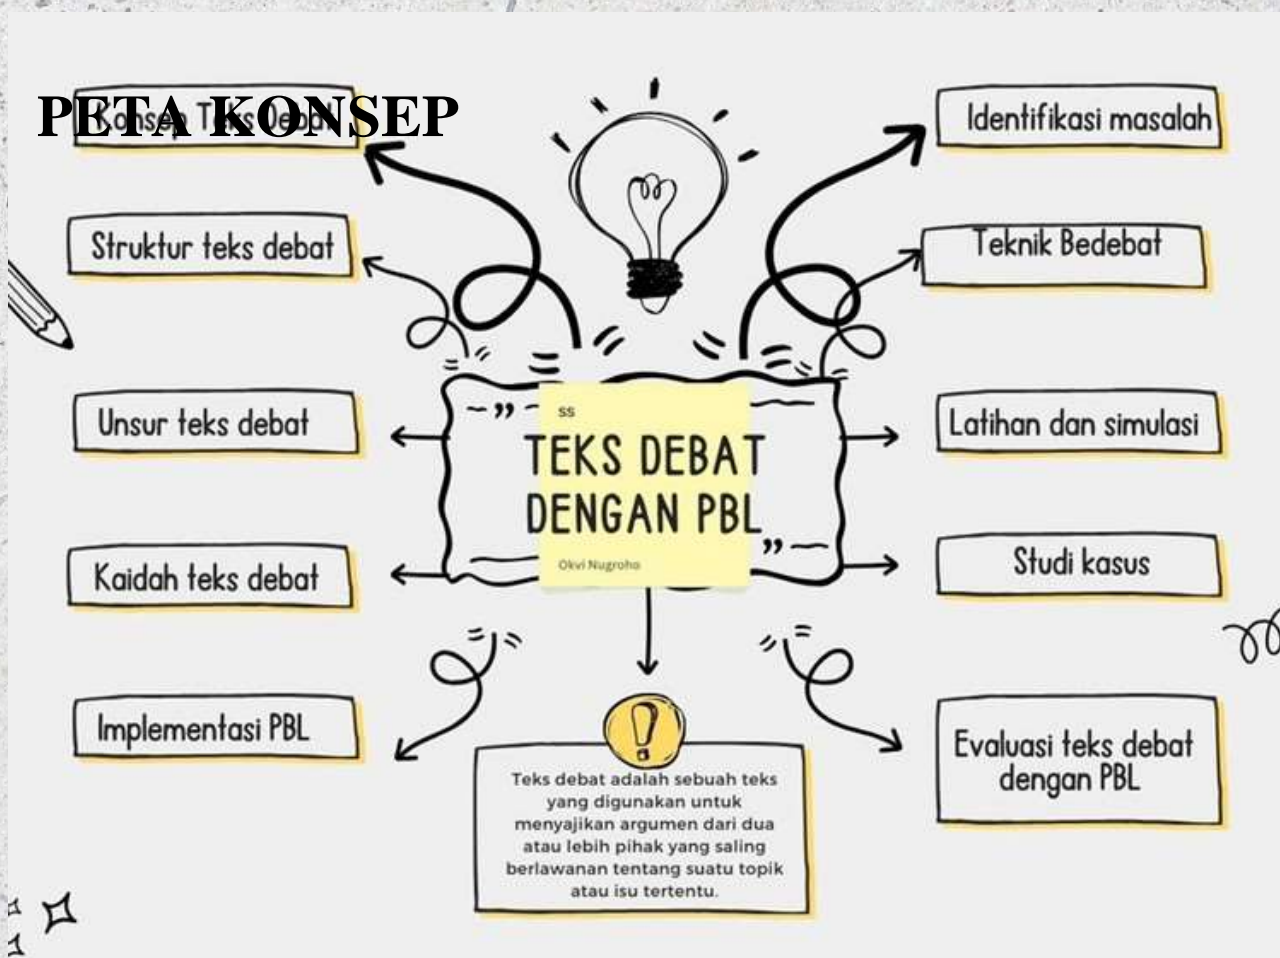 PETA KONSEP
Konsep Teks Debat
Struktur teks debat
Unsur teks debat
Kaidah teks debat
Implementasi PBL
ss
TEKS DEBAT
DENGAN PBL
Okvi Nugroho
Teks debat adalah sebuah teks
yang digunakan untuk
menyajikan argumen dari dua
atau lebih pihak yang saling
berlawanan tentang suatu topik
atau isu tertentu.
Identifikasi masalah
Teknik Bedebat
Latihan dan simulasi
Studi kasus
Evaluasi teks debat
dengan PBL